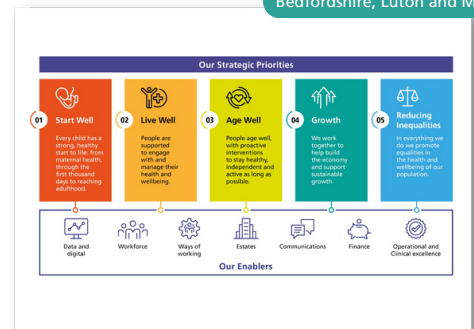 Bedfordshire, Luton and M
Our Strategic Priorities
01
Start Well
Every child has a
strong, healthy
start to life: from
maternal health,
through the
first thousand
days to reaching
adulthood.
02
Live Well
People are
supported
to engage
with and
manage their
health and
wellbeing.
03
Age Well
People age well,
with proactive
interventions
to stay healthy,
independent and
active as long as
possible.
04
Growth
We work
together to
help build
the economy
and support
sustainable
growth.
05
Reducing
Inequalities
In everything we
do we promote
equalities in
the health and
wellbeing of our
population.
Data and
digital
Workforce
Ways of
working
Estates
Communications
Finance
Operational and
Clinical excellence
Our Enablers